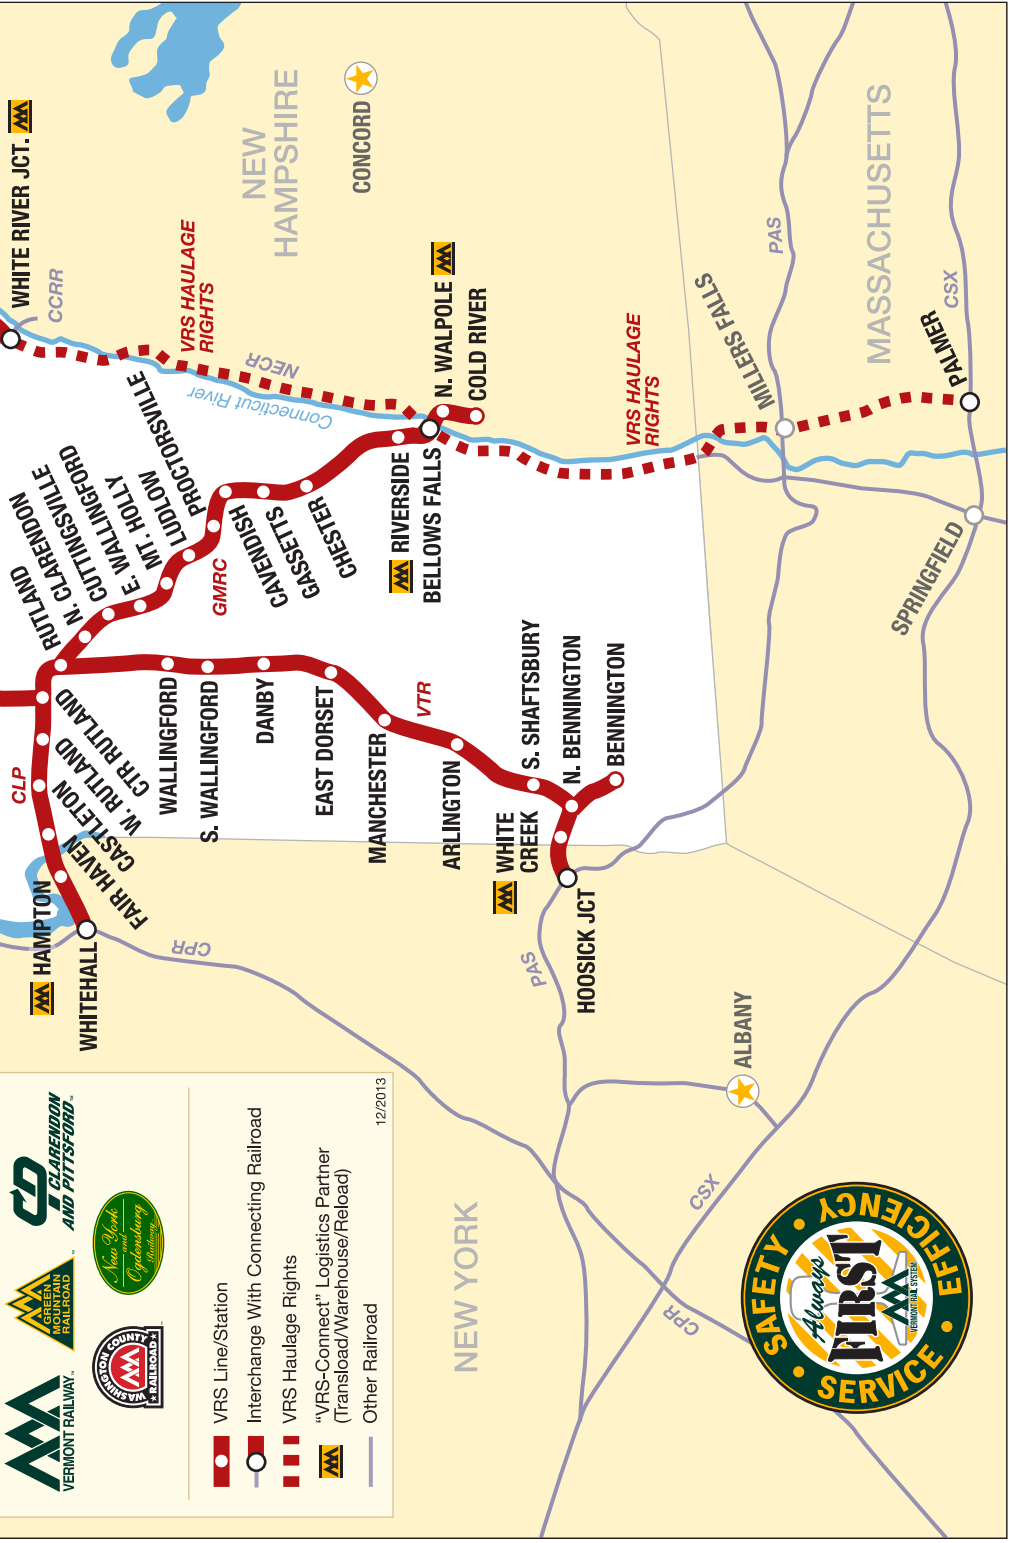 WHITE RIVER JCT.
CCRR
NEW
HAMPSHIRE
CONCORD
VRS HAULAGE
RIGHTS
NECR
Connecticut River
N. WALPOLE
COLD RIVER
VRS HAULAGE
RIGHTS
MILLERS FALLS
PAS
MASSACHUSETTS
CSX
PALMER
SPRINGFIELD
RUTLAND
N. CLARENDON
CUTTINGSVILLE
E. WALLINGFORD
MT. HOLLY
LUDLOW
PROCTORSVILLE
GMRC
CAVENDISH
GASSETTS
CHESTER
RIVERSIDE
BELLOWS FALLS
CLP
CTR RUTLAND
W. RUTLAND
CASTLETON
FAIR HAVEN
HAMPTON
WHITEHALL
CPR
WALLINGFORD
S. WALLINGFORD
DANBY
EAST DORSET
MANCHESTER
VTR
ARLINGTON
S. SHAFTSBURY
N. BENNINGTON
BENNINGTON
WHITE
CREEK
HOOSICK JCT
PAS
ALBANY
CSX
NEW YORK
CPR
VERMONT RAILWAY™
GREEN
MOUNTAIN
RAILROAD
™
CLARENDON
AND PITTSFORD™
WASHINGTON COUNTY
RAILROAD
New York
and
Ogdensburg
Railway
VRS Line/Station
Interchange With Connecting Railroad
VRS Haulage Rights
“VRS-Connect” Logistics Partner
(Transload/Warehouse/Reload)
Other Railroad
12/2013
SAFETY • EFFICIENCY • SERVICE •
Always
FIRST
VERMONT RAIL SYSTEM